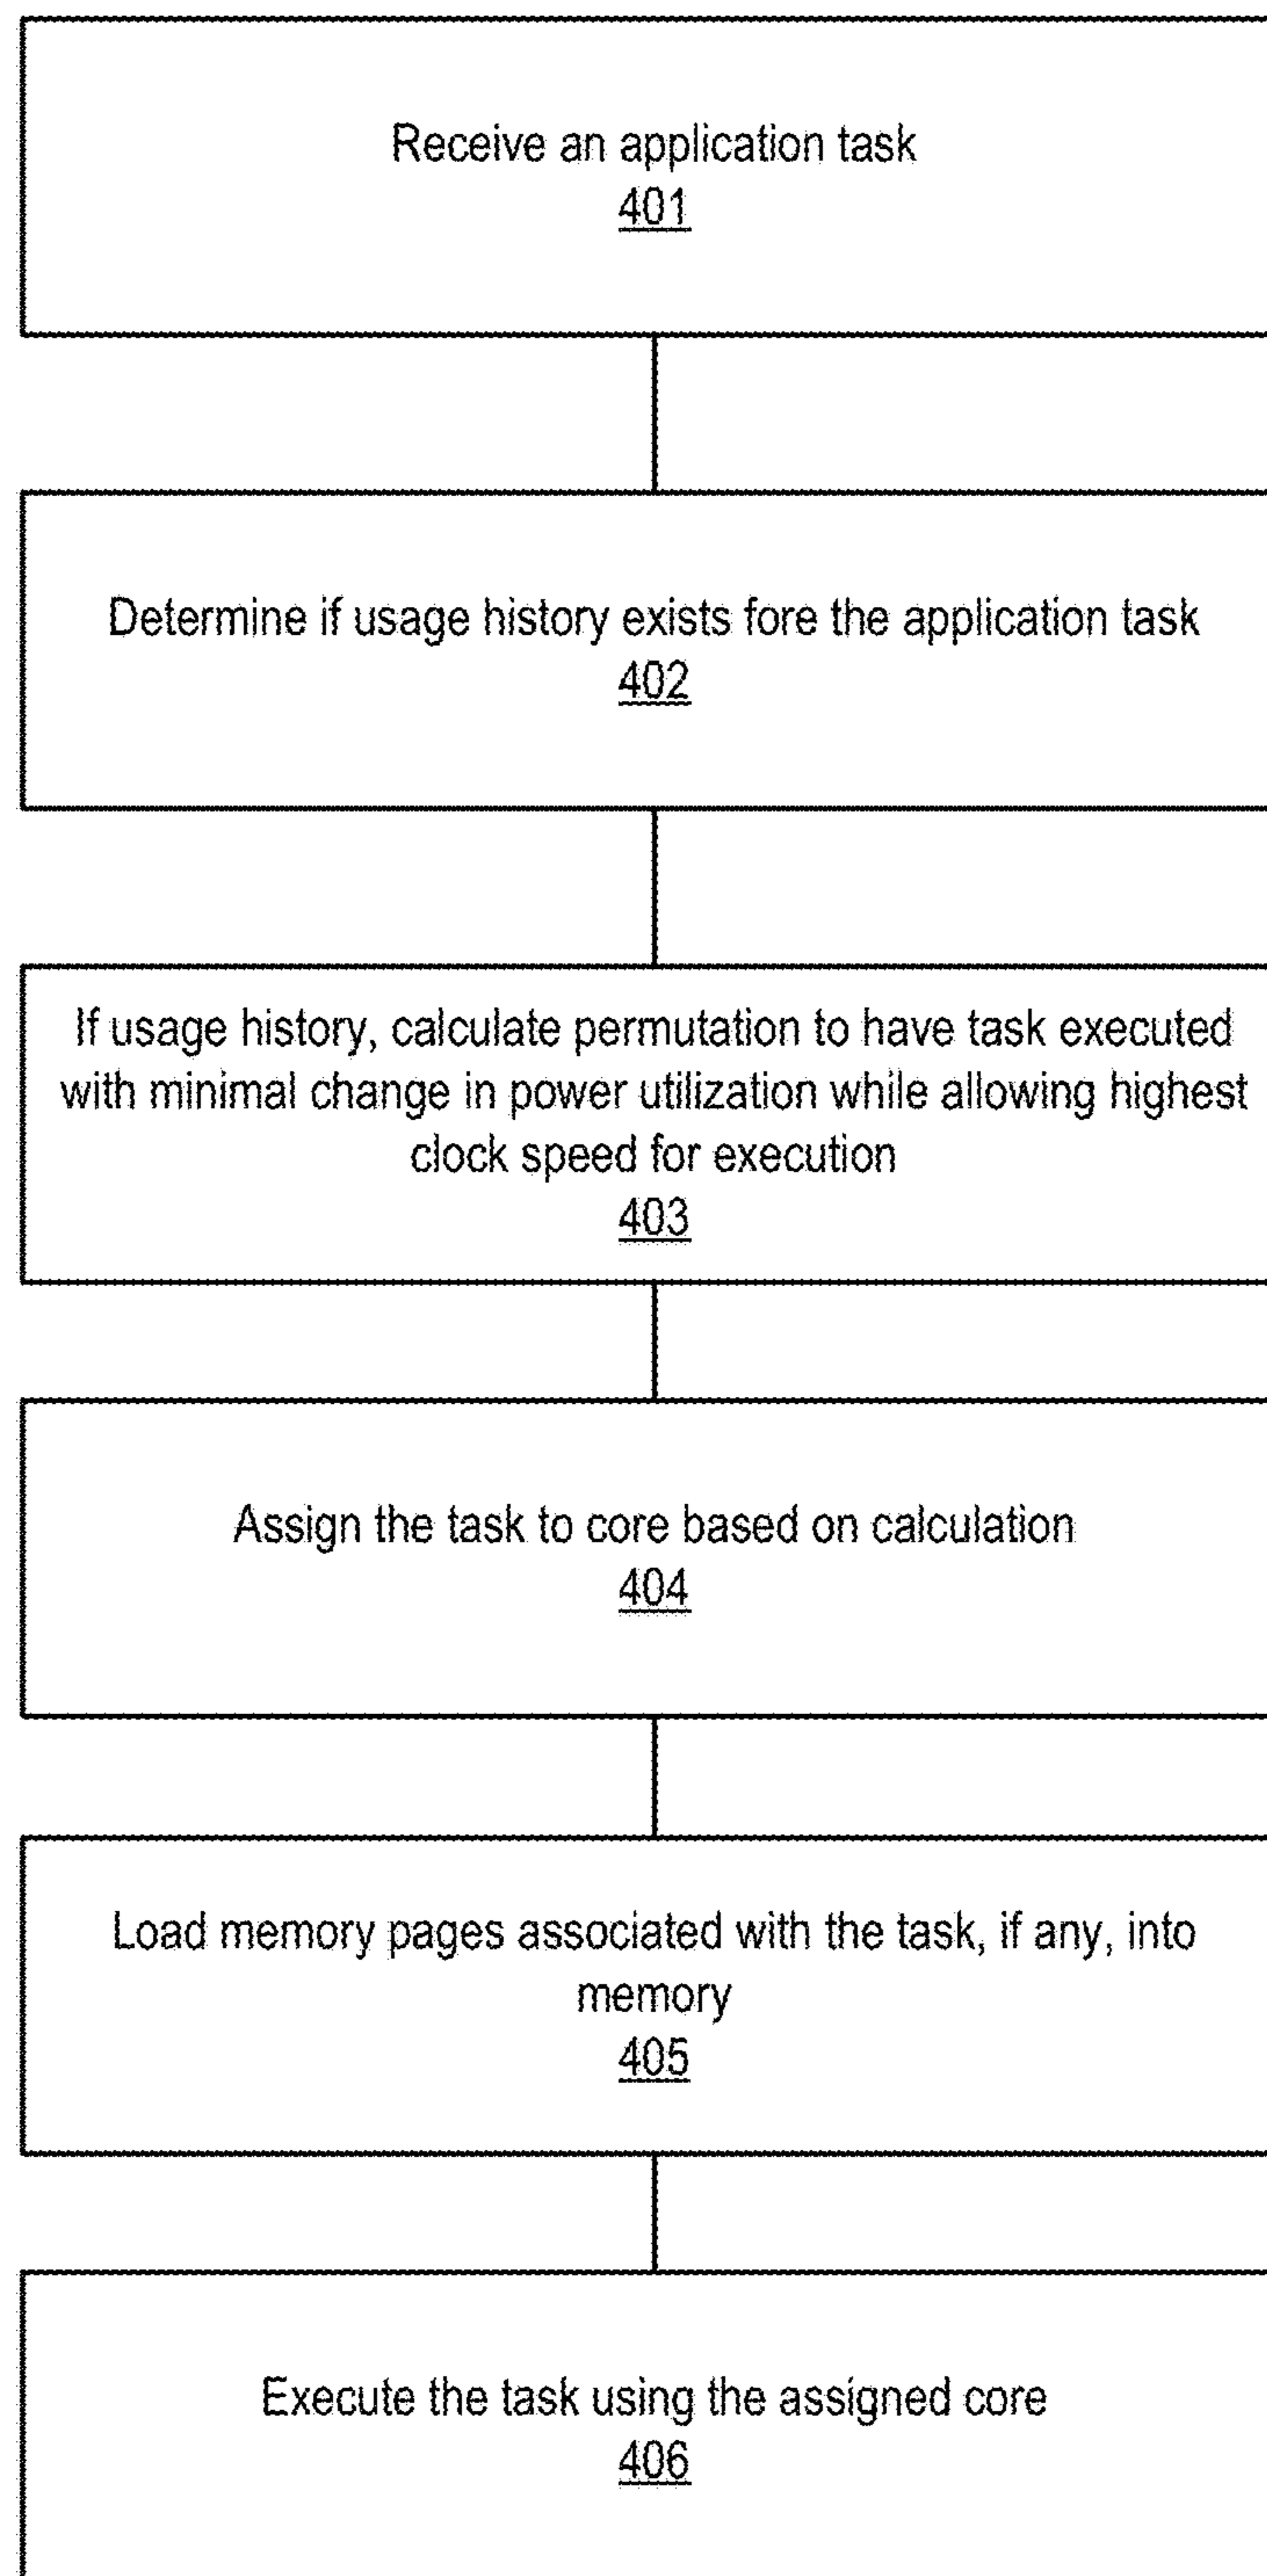 Receive an application task
401
Determine if usage history exists fore the application task
402
If usage history, calculate permutation to have task executed
with minimal change in power utilization while allowing highest
clock speed for execution
403
Assign the task to core based on calculation
404
Load memory pages associated with the task, if any, into
memory
405
Execute the task using the assigned core
406